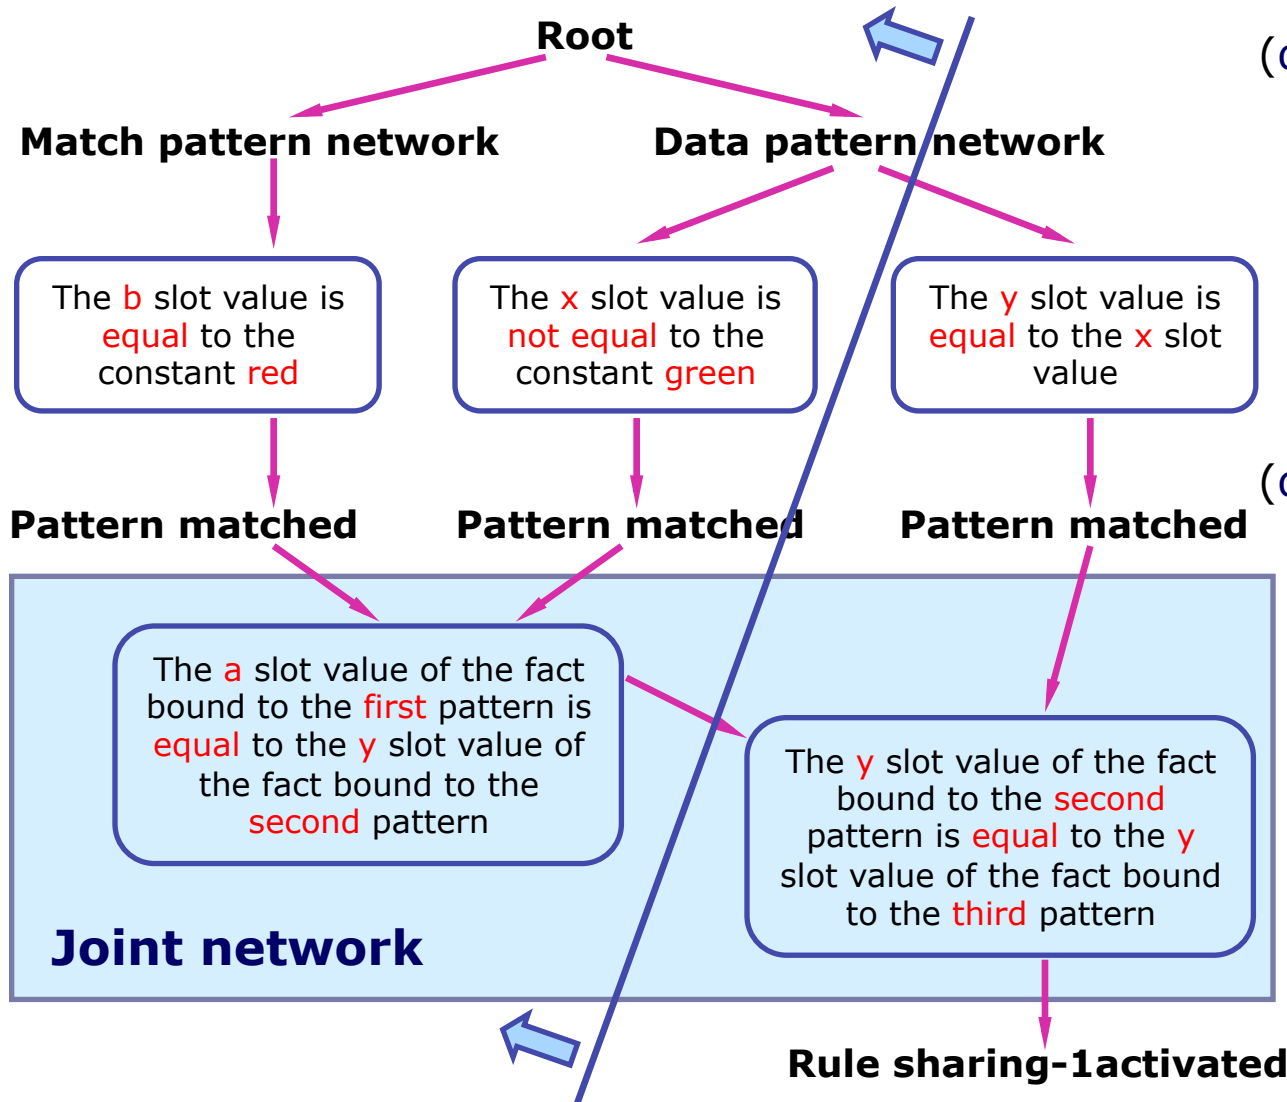 Root
Match pattern network
Data pattern network
The b slot value is
equal to the
constant red
The x slot value is
not equal to the
constant green
The y slot value is
equal to the x slot
value
Pattern matched
Pattern matched
Pattern matched
The a slot value of the fact
bound to the first pattern is
equal to the y slot value of
the fact bound to the
second pattern
The y slot value of the fact
bound to the second
pattern is equal to the y
slot value of the fact bound
to the third pattern
Joint network
Rule sharing-1activated